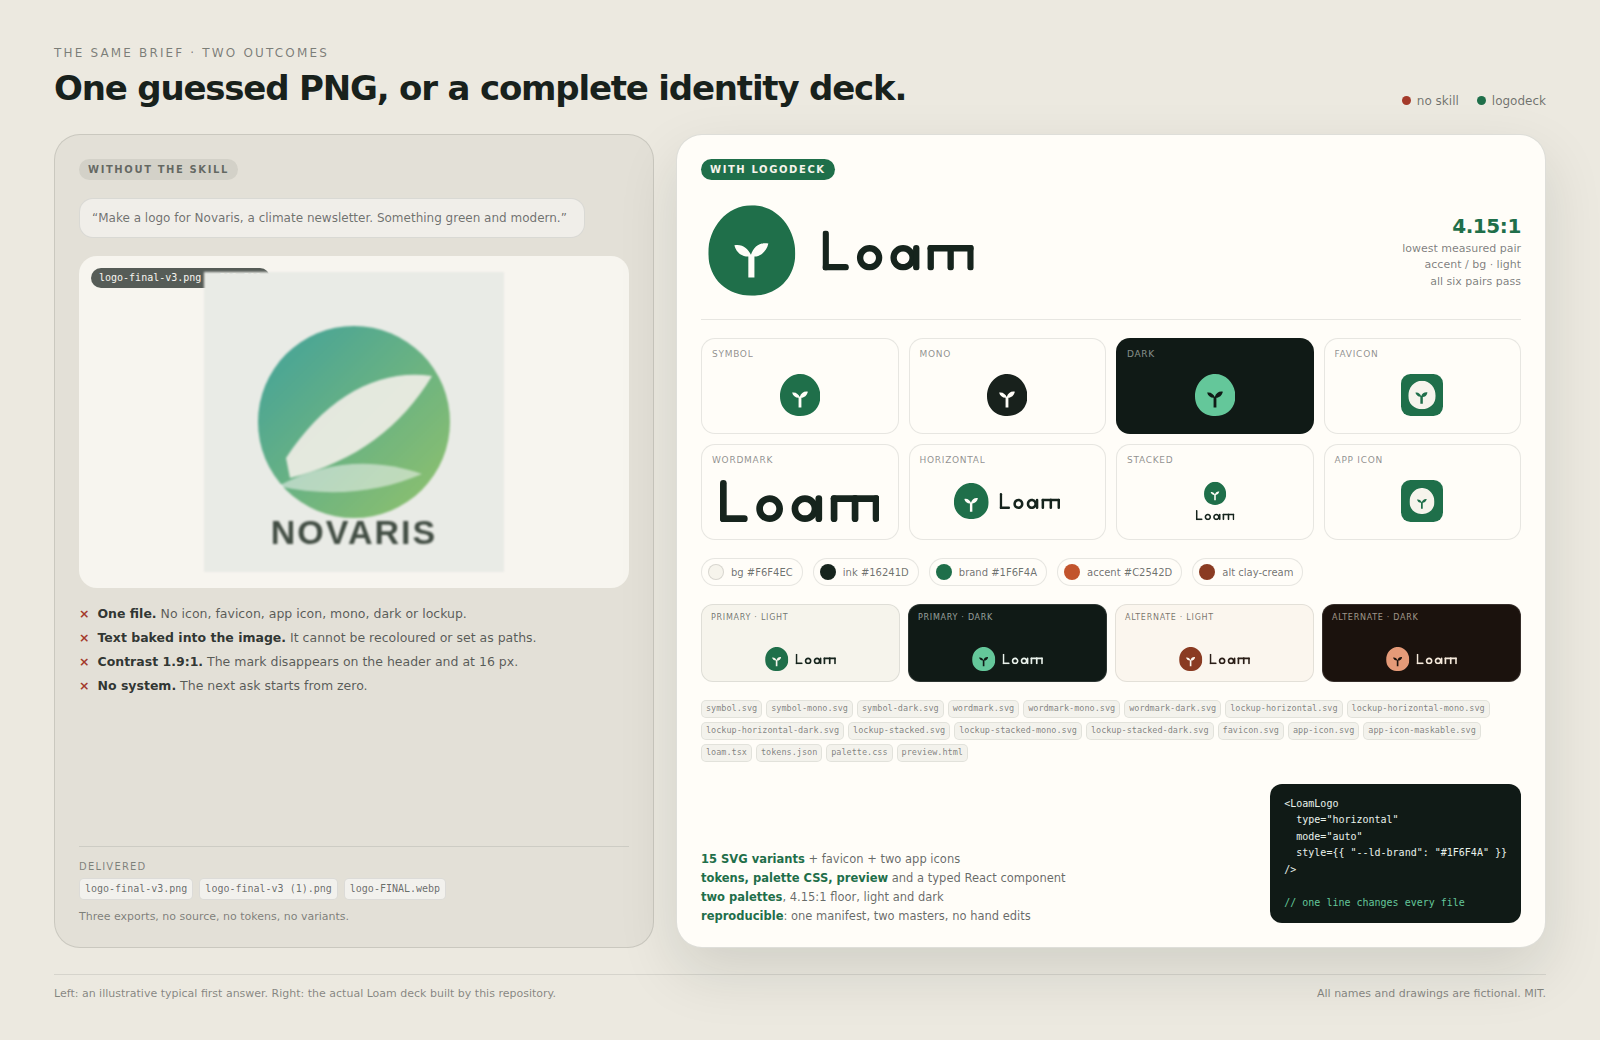 THE SAME BRIEF · TWO OUTCOMES
One guessed PNG, or a complete identity deck.
no skill
logodeck
WITHOUT THE SKILL
“Make a logo for Novaris, a climate newsletter. Something green and modern.”
logo-final-v3.png
NOVARIS
× One file. No icon, favicon, app icon, mono, dark or lockup.
× Text baked into the image. It cannot be recoloured or set as paths.
× Contrast 1.9:1. The mark disappears on the header and at 16 px.
× No system. The next ask starts from zero.
DELIVERED
logo-final-v3.png
logo-final-v3 (1).png
logo-FINAL.webp
Three exports, no source, no tokens, no variants.
WITH LOGODECK
Loam
4.15:1
lowest measured pair
accent / bg · light
all six pairs pass
SYMBOL
MONO
DARK
FAVICON
WORDMARK
Loam
HORIZONTAL
Loam
STACKED
Loam
APP ICON
bg #F6F4EC
ink #16241D
brand #1F6F4A
accent #C2542D
alt clay-cream
PRIMARY · LIGHT
Loam
PRIMARY · DARK
Loam
ALTERNATE · LIGHT
Loam
ALTERNATE · DARK
Loam
symbol.svg symbol-mono.svg symbol-dark.svg wordmark.svg wordmark-mono.svg wordmark-dark.svg lockup-horizontal.svg lockup-horizontal-mono.svg
lockup-horizontal-dark.svg lockup-stacked.svg lockup-stacked-mono.svg lockup-stacked-dark.svg favicon.svg app-icon.svg app-icon-maskable.svg
loam.tsx tokens.json palette.css preview.html
15 SVG variants + favicon + two app icons
tokens, palette CSS, preview and a typed React component
two palettes, 4.15:1 floor, light and dark
reproducible: one manifest, two masters, no hand edits
<LoamLogo
type="horizontal"
mode="auto"
style={{ "--ld-brand": "#1F6F4A" }}
/>
// one line changes every file
Left: an illustrative typical first answer. Right: the actual Loam deck built by this repository.
All names and drawings are fictional. MIT.